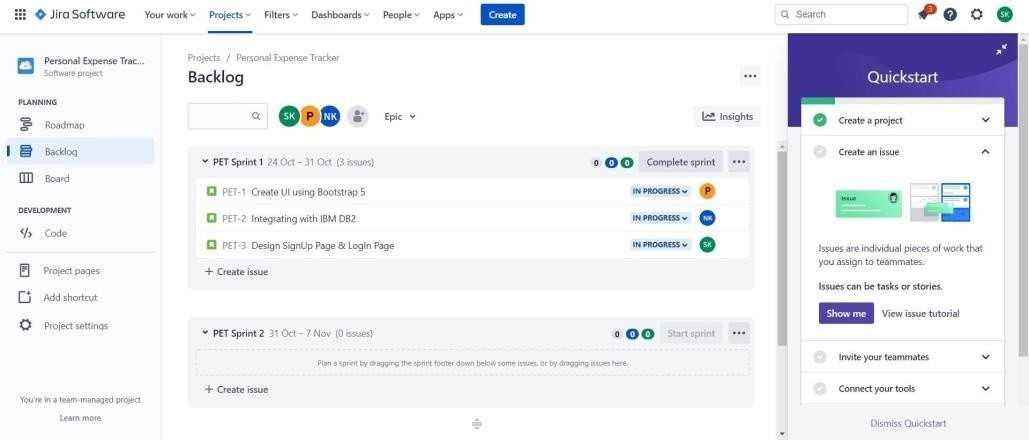 Jira Software
Your work
Projects
Filters
Dashboards
People
Apps
Create
Search
3
SK
Personal Expense Trac...
Software project
PLANNING
Roadmap
Backlog
Board
DEVELOPMENT
Code
Project pages
Add shortcut
Project settings
You're in a team-managed project
Learn more
Projects / Personal Expense Tracker
Backlog
SK P NK
Epic
Insights
PET Sprint 1 24 Oct – 31 Oct (3 issues) 0 0 0 Complete sprint
PET-1 Create UI using Bootstrap 5 IN PROGRESS P
PET-2 Integrating with IBM DB2 IN PROGRESS NK
PET-3 Design SignUp Page & LogIn Page IN PROGRESS SK
+ Create issue
PET Sprint 2 31 Oct – 7 Nov (0 issues) 0 0 0 Start sprint
Plan a sprint by dragging the sprint footer down below some issues, or by dragging issues here.
+ Create issue
Quickstart
Create a project
Create an issue
Issue
Issues are individual pieces of work that
you assign to teammates.
Issues can be tasks or stories.
Show me View issue tutorial
Invite your teammates
Connect your tools
Dismiss Quickstart